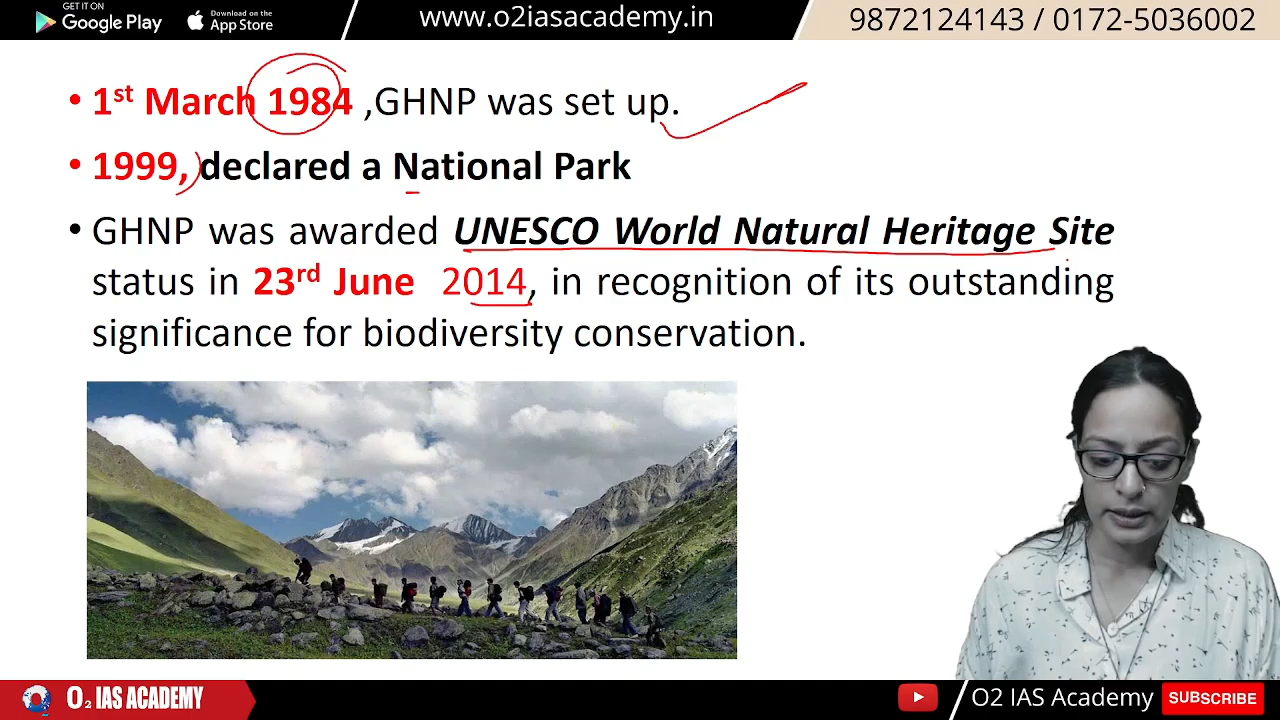 GET IT ON
Google Play
Download on the
App Store
www.o2iasacademy.in
9872124143 / 0172-5036002
• 1st March 1984 ,GHNP was set up.
• 1999, declared a National Park
• GHNP was awarded UNESCO World Natural Heritage Site
status in 23rd June 2014, in recognition of its outstanding
significance for biodiversity conservation.
O2 IAS ACADEMY
O2 IAS Academy
SUBSCRIBE